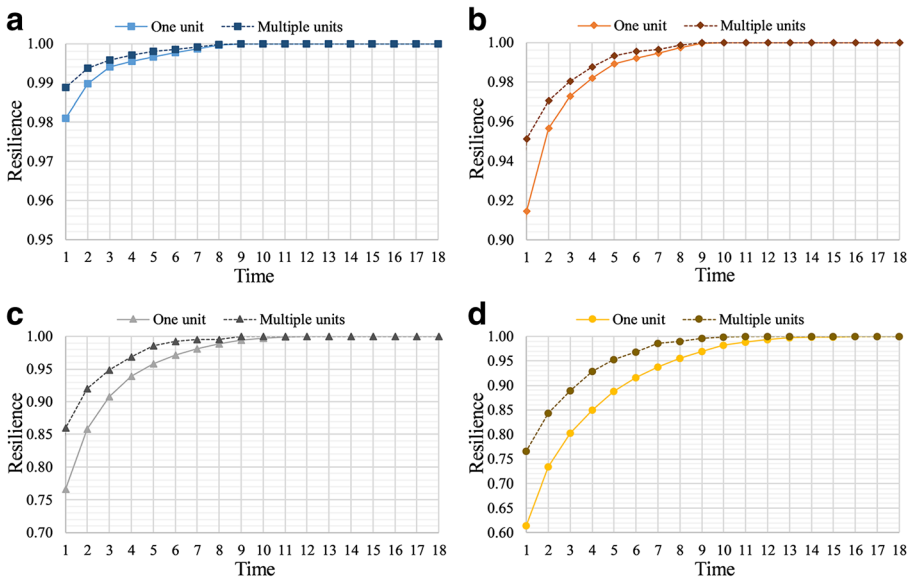 a
One unit
Multiple units
1.00
0.99
0.98
0.97
0.96
0.95
Resilience
1 2 3 4 5 6 7 8 9 10 11 12 13 14 15 16 17 18
Time
b
One unit
Multiple units
1.00
0.98
0.96
0.94
0.92
0.90
Resilience
1 2 3 4 5 6 7 8 9 10 11 12 13 14 15 16 17 18
Time
c
One unit
Multiple units
1.00
0.95
0.90
0.85
0.80
0.75
0.70
Resilience
1 2 3 4 5 6 7 8 9 10 11 12 13 14 15 16 17 18
Time
d
One unit
Multiple units
1.00
0.95
0.90
0.85
0.80
0.75
0.70
0.65
0.60
Resilience
1 2 3 4 5 6 7 8 9 10 11 12 13 14 15 16 17 18
Time